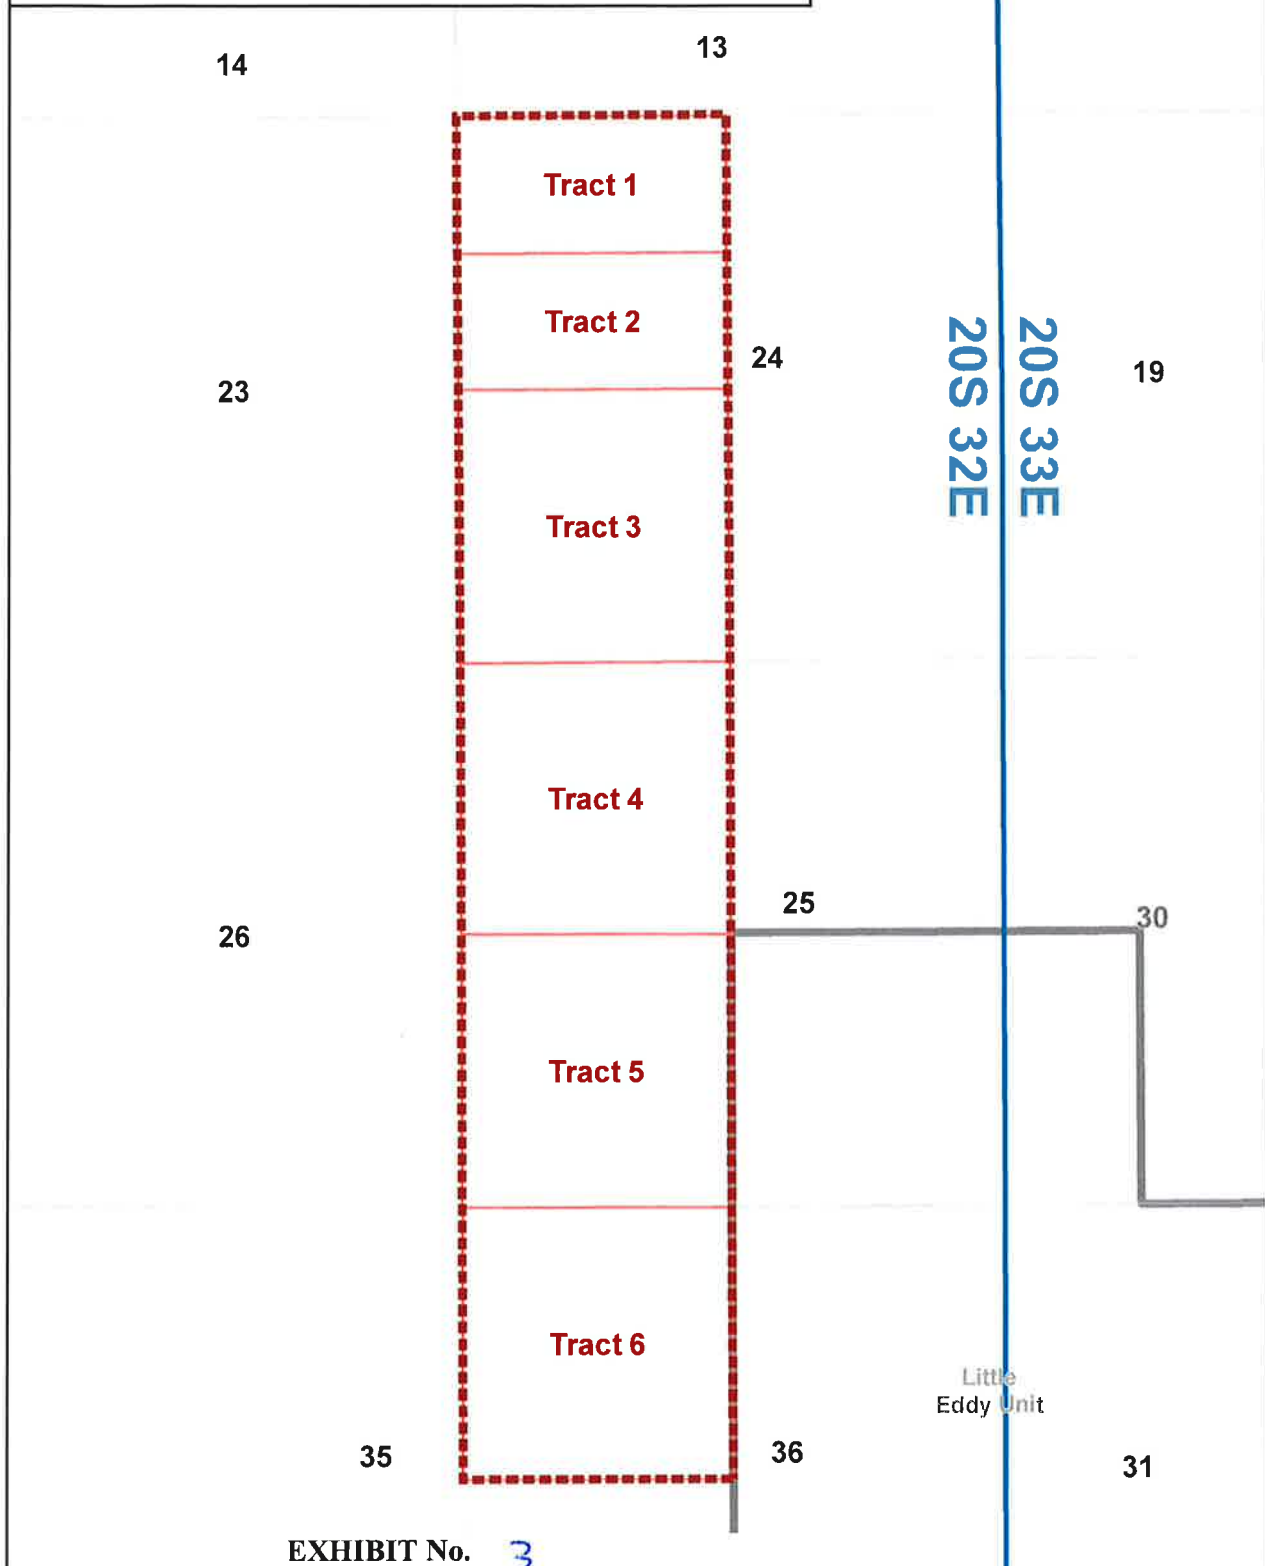 13
14
Tract 1
Tract 2
24
19
23
20S 32E
20S 33E
Tract 3
Tract 4
25
30
26
Tract 5
Tract 6
Little
Eddy Unit
35
36
31
EXHIBIT No. 3